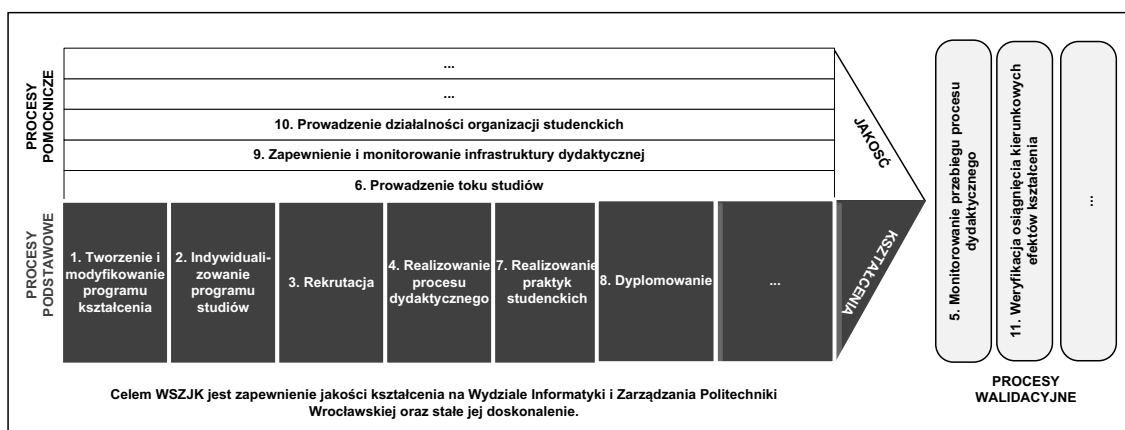 PROCESY
POMOCNICZE
...
...
10. Prowadzenie działalności organizacji studenckich
9. Zapewnienie i monitorowanie infrastruktury dydaktycznej
6. Prowadzenie toku studiów
JAKOŚĆ
PROCESY
PODSTAWOWE
1. Tworzenie i
modyfikowanie
programu
kształcenia
2. Indywiduali-
zowanie
programu
studiów
3. Rekrutacja
4. Realizowanie
procesu
dydaktycznego
7. Realizowanie
praktyk
studenckich
8. Dyplomowanie
...
KSZTAŁCENIA
5. Monitorowanie przebiegu procesu
dydaktycznego
11. Weryfikacja osiągnięcia kierunkowych
efektów kształcenia
...
PROCESY
WALIDACYJNE
Celem WSZJK jest zapewnienie jakości kształcenia na Wydziale Informatyki i Zarządzania Politechniki
Wrocławskiej oraz stałe jej doskonalenie.